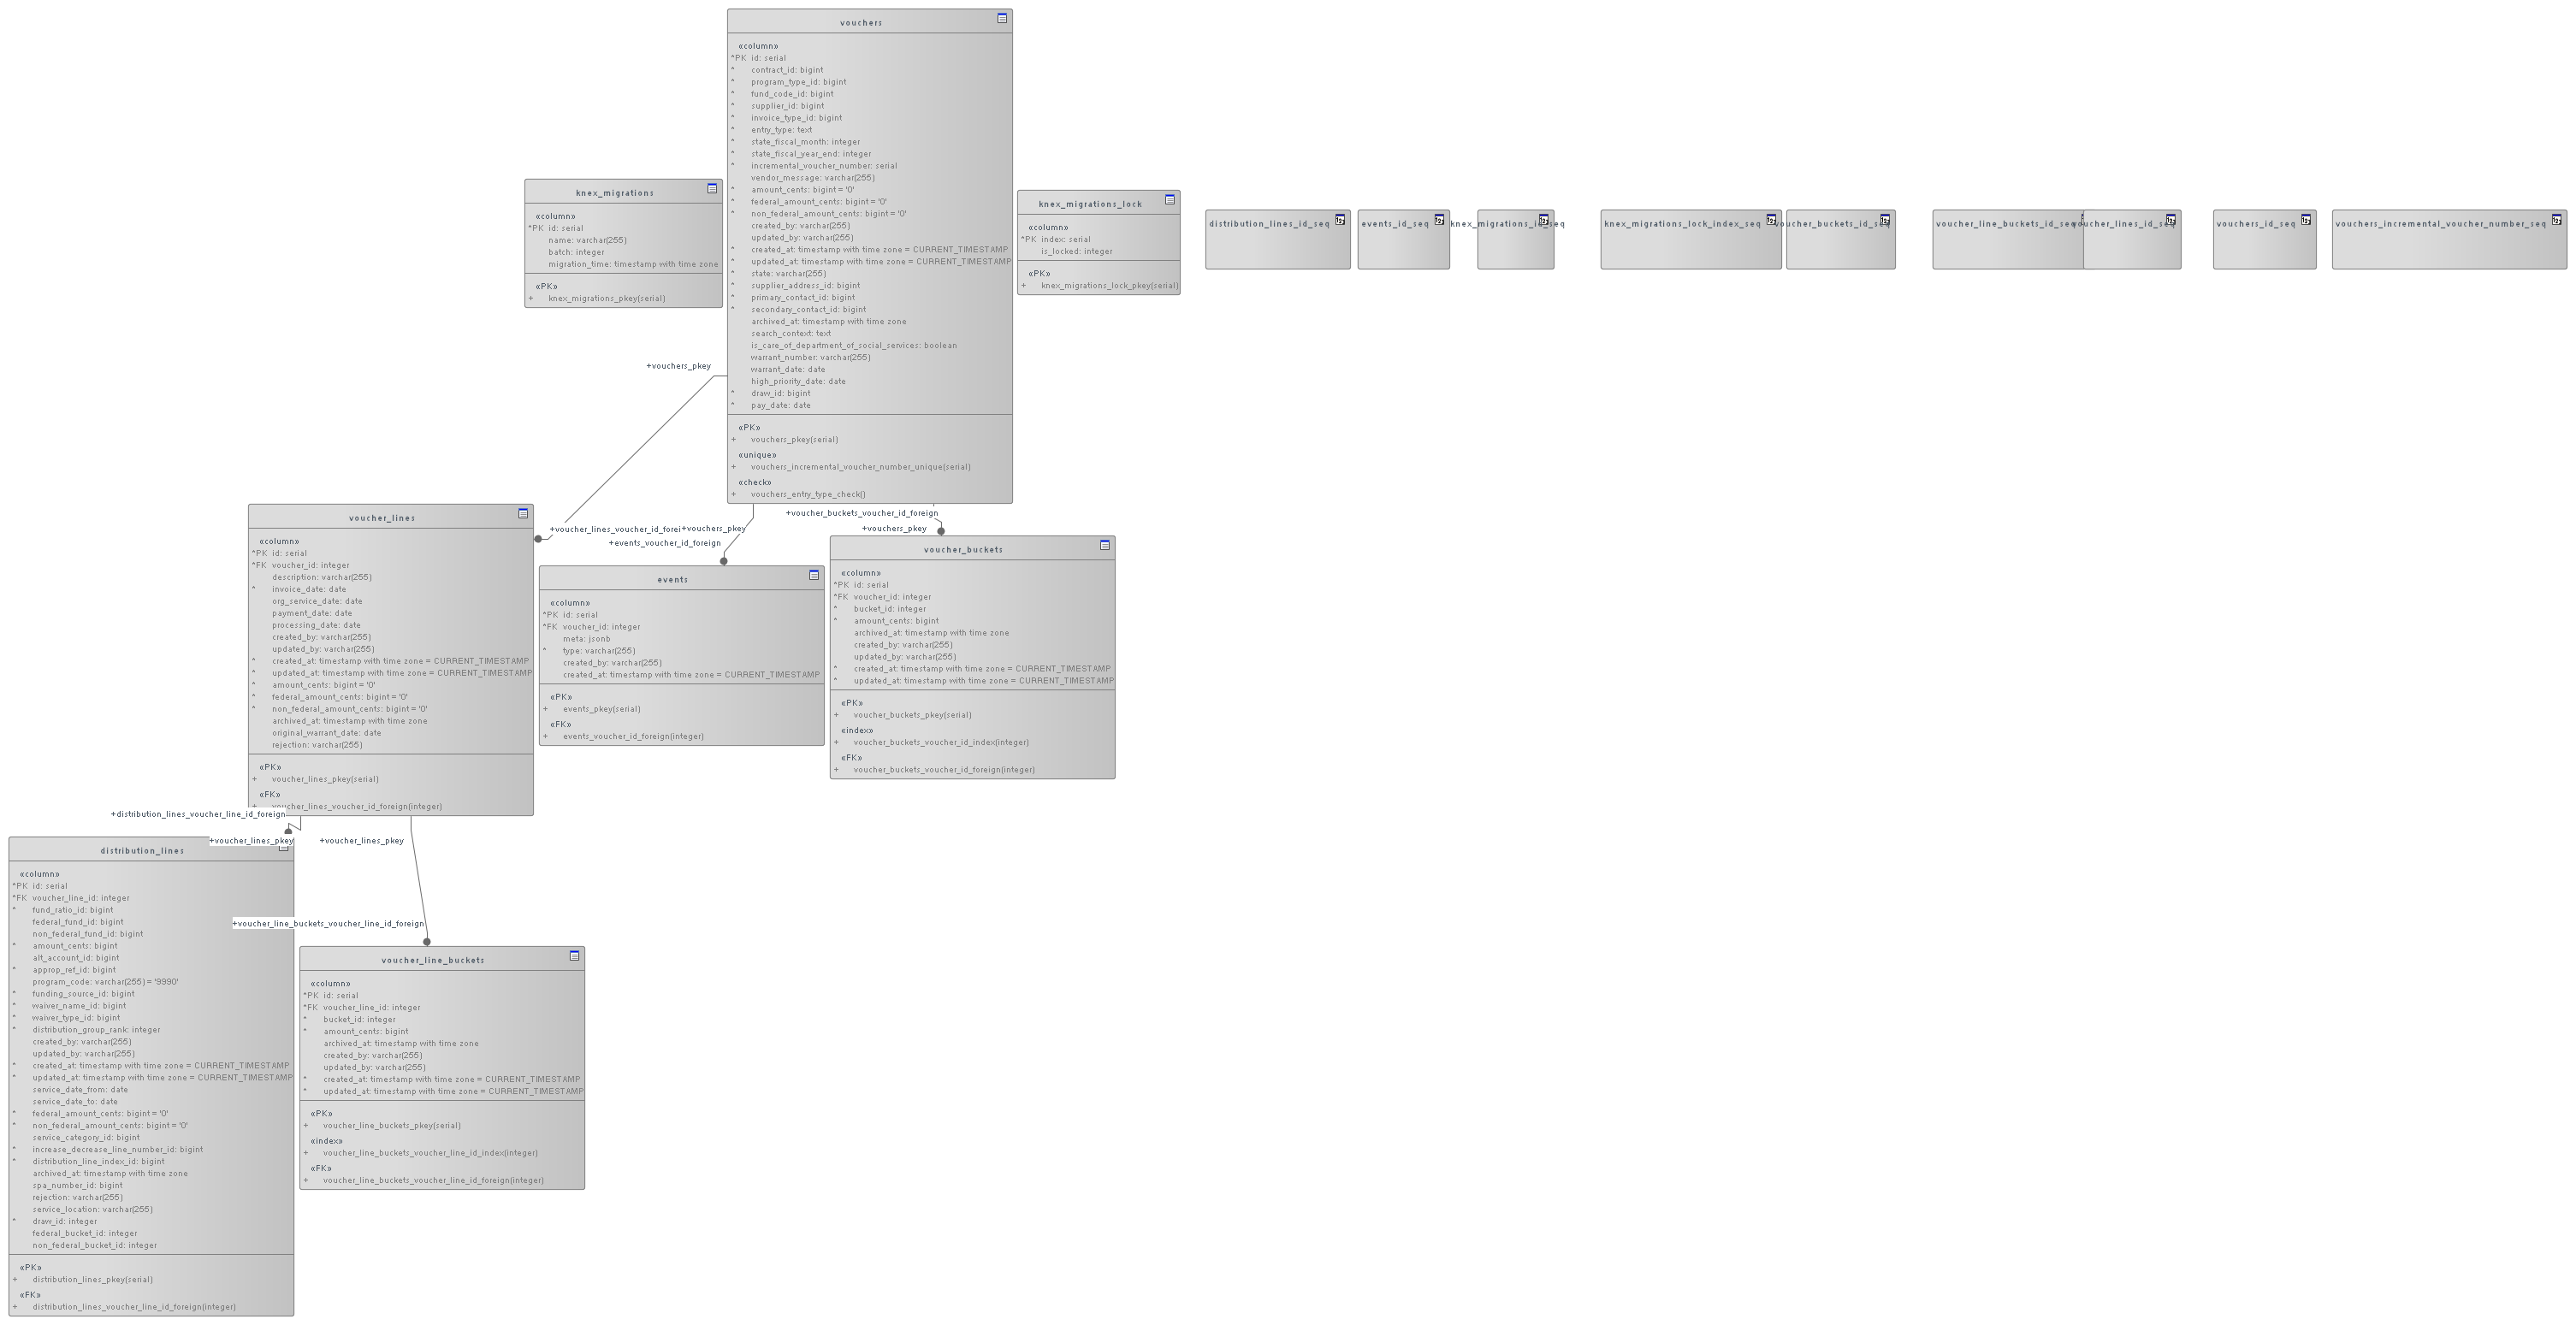 vouchers
«column»
*PK id: serial
* contract_id: bigint
* program_type_id: bigint
* fund_code_id: bigint
* supplier_id: bigint
* invoice_type_id: bigint
* entry_type: text
* state_fiscal_month: integer
* state_fiscal_year_end: integer
* incremental_voucher_number: serial
vendor_message: varchar(255)
* amount_cents: bigint = '0'
* federal_amount_cents: bigint = '0'
* non_federal_amount_cents: bigint = '0'
created_by: varchar(255)
updated_by: varchar(255)
* created_at: timestamp with time zone = CURRENT_TIMESTAMP
* updated_at: timestamp with time zone = CURRENT_TIMESTAMP
* state: varchar(255)
* supplier_address_id: bigint
* primary_contact_id: bigint
* secondary_contact_id: bigint
archived_at: timestamp with time zone
search_context: text
is_care_of_department_of_social_services: boolean
warrant_number: varchar(255)
warrant_date: date
high_priority_date: date
* draw_id: bigint
* pay_date: date
«PK»
+ vouchers_pkey(serial)
«unique»
+ vouchers_incremental_voucher_number_unique(serial)
«check»
+ vouchers_entry_type_check()
knex_migrations
«column»
*PK id: serial
name: varchar(255)
batch: integer
migration_time: timestamp with time zone
«PK»
+ knex_migrations_pkey(serial)
knex_migrations_lock
«column»
*PK index: serial
is_locked: integer
«PK»
+ knex_migrations_lock_pkey(serial)
distribution_lines_id_seq
events_id_seq
knex_migrations_id_seq
knex_migrations_lock_index_seq
voucher_buckets_id_seq
voucher_line_buckets_id_seq
voucher_lines_id_seq
vouchers_id_seq
vouchers_incremental_voucher_number_seq
+vouchers_pkey
+voucher_lines_voucher_id_forei
+vouchers_pkey
+events_voucher_id_foreign
+voucher_buckets_voucher_id_foreign
+vouchers_pkey
voucher_lines
«column»
*PK id: serial
*FK voucher_id: integer
description: varchar(255)
* invoice_date: date
org_service_date: date
payment_date: date
processing_date: date
created_by: varchar(255)
updated_by: varchar(255)
* created_at: timestamp with time zone = CURRENT_TIMESTAMP
* updated_at: timestamp with time zone = CURRENT_TIMESTAMP
* amount_cents: bigint = '0'
* federal_amount_cents: bigint = '0'
* non_federal_amount_cents: bigint = '0'
archived_at: timestamp with time zone
original_warrant_date: date
rejection: varchar(255)
«PK»
+ voucher_lines_pkey(serial)
«FK»
+ voucher_lines_voucher_id_foreign(integer)
events
«column»
*PK id: serial
*FK voucher_id: integer
meta: jsonb
* type: varchar(255)
created_by: varchar(255)
created_at: timestamp with time zone = CURRENT_TIMESTAMP
«PK»
+ events_pkey(serial)
«FK»
+ events_voucher_id_foreign(integer)
voucher_buckets
«column»
*PK id: serial
*FK voucher_id: integer
* bucket_id: integer
* amount_cents: bigint
archived_at: timestamp with time zone
created_by: varchar(255)
updated_by: varchar(255)
* created_at: timestamp with time zone = CURRENT_TIMESTAMP
* updated_at: timestamp with time zone = CURRENT_TIMESTAMP
«PK»
+ voucher_buckets_pkey(serial)
«index»
+ voucher_buckets_voucher_id_index(integer)
«FK»
+ voucher_buckets_voucher_id_foreign(integer)
+distribution_lines_voucher_line_id_foreign
+voucher_lines_pkey
+voucher_lines_pkey
+voucher_line_buckets_voucher_line_id_foreign
distribution_lines
«column»
*PK id: serial
*FK voucher_line_id: integer
* fund_ratio_id: bigint
federal_fund_id: bigint
non_federal_fund_id: bigint
* amount_cents: bigint
alt_account_id: bigint
* approp_ref_id: bigint
program_code: varchar(255) = '9990'
* funding_source_id: bigint
* waiver_name_id: bigint
* waiver_type_id: bigint
* distribution_group_rank: integer
created_by: varchar(255)
updated_by: varchar(255)
* created_at: timestamp with time zone = CURRENT_TIMESTAMP
* updated_at: timestamp with time zone = CURRENT_TIMESTAMP
service_date_from: date
service_date_to: date
* federal_amount_cents: bigint = '0'
* non_federal_amount_cents: bigint = '0'
service_category_id: bigint
* increase_decrease_line_number_id: bigint
* distribution_line_index_id: bigint
archived_at: timestamp with time zone
spa_number_id: bigint
rejection: varchar(255)
service_location: varchar(255)
* draw_id: integer
federal_bucket_id: integer
non_federal_bucket_id: integer
«PK»
+ distribution_lines_pkey(serial)
«FK»
+ distribution_lines_voucher_line_id_foreign(integer)
voucher_line_buckets
«column»
*PK id: serial
*FK voucher_line_id: integer
* bucket_id: integer
* amount_cents: bigint
archived_at: timestamp with time zone
created_by: varchar(255)
updated_by: varchar(255)
* created_at: timestamp with time zone = CURRENT_TIMESTAMP
* updated_at: timestamp with time zone = CURRENT_TIMESTAMP
«PK»
+ voucher_line_buckets_pkey(serial)
«index»
+ voucher_line_buckets_voucher_line_id_index(integer)
«FK»
+ voucher_line_buckets_voucher_line_id_foreign(integer)